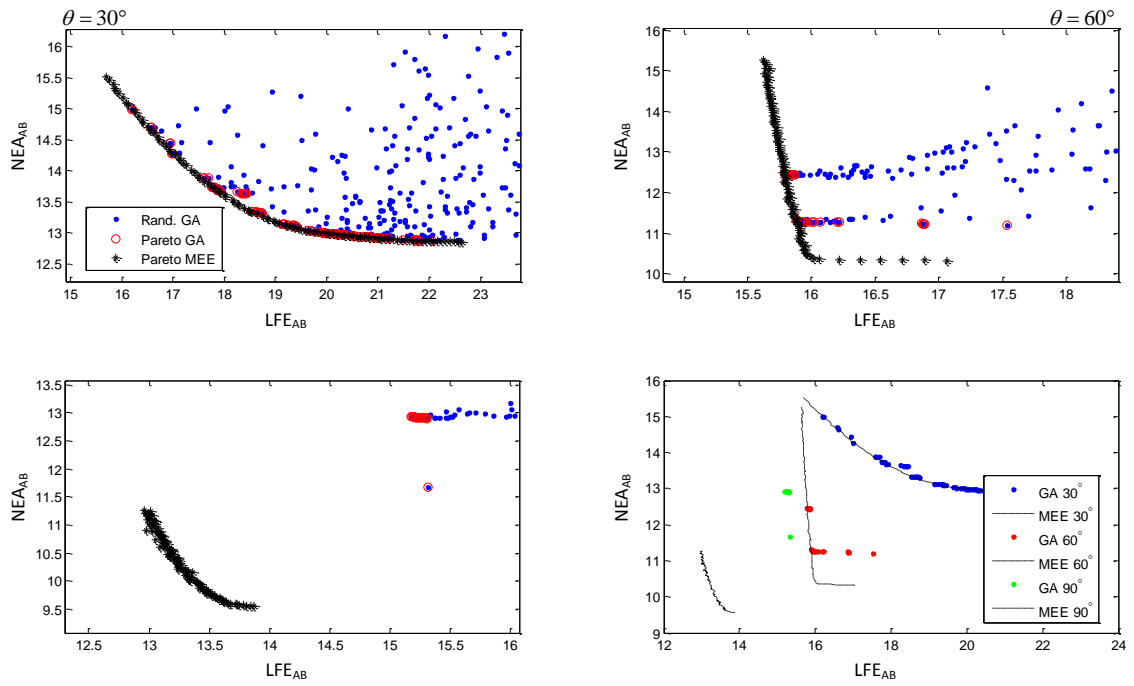 θ = 30°
θ = 60°
16
15.5
15
14.5
14
13.5
13
12.5
NEA_AB
Rand. GA
Pareto GA
Pareto MEE
15 16 17 18 19 20 21 22 23
LFE_AB
16
15
14
13
12
11
10
NEA_AB
15 15.5 16 16.5 17 17.5 18
LFE_AB
13.5
13
12.5
12
11.5
11
10.5
10
9.5
NEA_AB
12.5 13 13.5 14 14.5 15 15.5 16
LFE_AB
16
15
14
13
12
11
10
9
NEA_AB
GA 30°
MEE 30°
GA 60°
MEE 60°
GA 90°
MEE 90°
12 14 16 18 20 22 24
LFE_AB